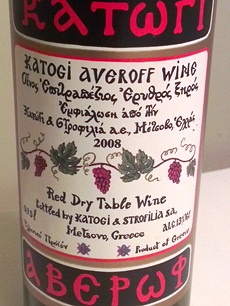 ΚΑΤΩΓΙ
KATOGI AVEROFF WINE
Οἶνος Ἐπιτραπέζιος Ἐρυθρός Ξηρός
Ἐμφιάλωση ἀπό Τήν
Κατώγι & Στροφιλιά α.ε, Μέτσοβο, Ἑλλάς
2008
Red Dry Table Wine
bottled by KATOGI & STROFILIA S.A.
Metsovo, Greece
Product of Greece
ΑΒΕΡΩΦ